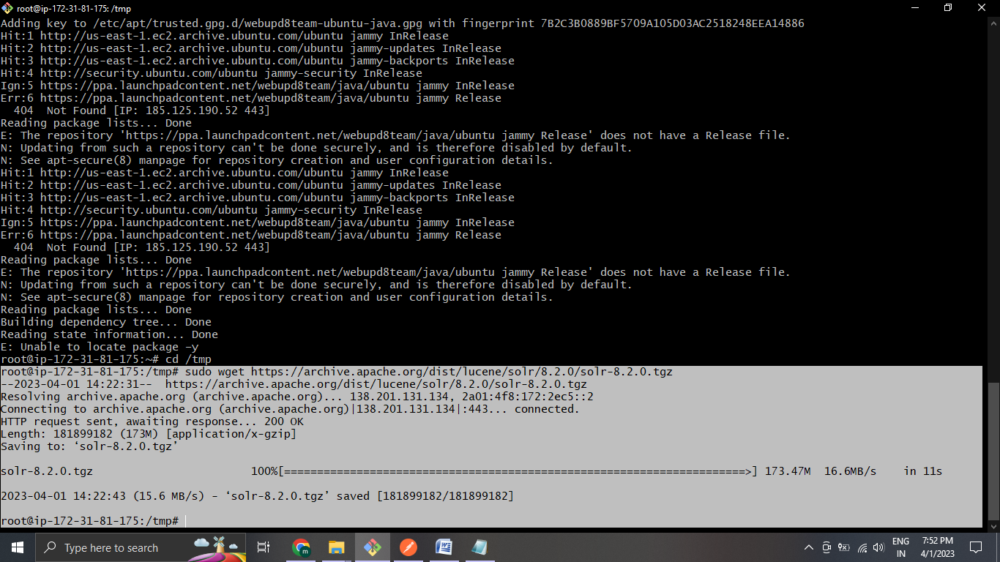 root@ip-172-31-81-175: /tmp
Adding key to /etc/apt/trusted.gpg.d/webupd8team-ubuntu-java.gpg with fingerprint 7B2C3B0889BF5709A105D03AC2518248EEA14886
Hit:1 http://us-east-1.ec2.archive.ubuntu.com/ubuntu jammy InRelease
Hit:2 http://us-east-1.ec2.archive.ubuntu.com/ubuntu jammy-updates InRelease
Hit:3 http://us-east-1.ec2.archive.ubuntu.com/ubuntu jammy-backports InRelease
Hit:4 http://security.ubuntu.com/ubuntu jammy-security InRelease
Ign:5 https://ppa.launchpadcontent.net/webupd8team/java/ubuntu jammy InRelease
Err:6 https://ppa.launchpadcontent.net/webupd8team/java/ubuntu jammy Release
  404  Not Found [IP: 185.125.190.52 443]
Reading package lists... Done
E: The repository 'https://ppa.launchpadcontent.net/webupd8team/java/ubuntu jammy Release' does not have a Release file.
N: Updating from such a repository can't be done securely, and is therefore disabled by default.
N: See apt-secure(8) manpage for repository creation and user configuration details.
Hit:1 http://us-east-1.ec2.archive.ubuntu.com/ubuntu jammy InRelease
Hit:2 http://us-east-1.ec2.archive.ubuntu.com/ubuntu jammy-updates InRelease
Hit:3 http://us-east-1.ec2.archive.ubuntu.com/ubuntu jammy-backports InRelease
Hit:4 http://security.ubuntu.com/ubuntu jammy-security InRelease
Ign:5 https://ppa.launchpadcontent.net/webupd8team/java/ubuntu jammy InRelease
Err:6 https://ppa.launchpadcontent.net/webupd8team/java/ubuntu jammy Release
  404  Not Found [IP: 185.125.190.52 443]
Reading package lists... Done
E: The repository 'https://ppa.launchpadcontent.net/webupd8team/java/ubuntu jammy Release' does not have a Release file.
N: Updating from such a repository can't be done securely, and is therefore disabled by default.
N: See apt-secure(8) manpage for repository creation and user configuration details.
Reading package lists... Done
Building dependency tree... Done
Reading state information... Done
E: Unable to locate package –y
root@ip-172-31-81-175:~# cd /tmp
root@ip-172-31-81-175:/tmp# sudo wget https://archive.apache.org/dist/lucene/solr/8.2.0/solr-8.2.0.tgz
--2023-04-01 14:22:31--  https://archive.apache.org/dist/lucene/solr/8.2.0/solr-8.2.0.tgz
Resolving archive.apache.org (archive.apache.org)... 138.201.131.134, 2a01:4f8:172:2ec5::2
Connecting to archive.apache.org (archive.apache.org)|138.201.131.134|:443... connected.
HTTP request sent, awaiting response... 200 OK
Length: 181899182 (173M) [application/x-gzip]
Saving to: ‘solr-8.2.0.tgz’
solr-8.2.0.tgz 100%[======================================================================>] 173.47M 16.6MB/s in 11s
2023-04-01 14:22:43 (15.6 MB/s) - ‘solr-8.2.0.tgz’ saved [181899182/181899182]
root@ip-172-31-81-175:/tmp#
Type here to search
ENG
IN
7:52 PM
4/1/2023